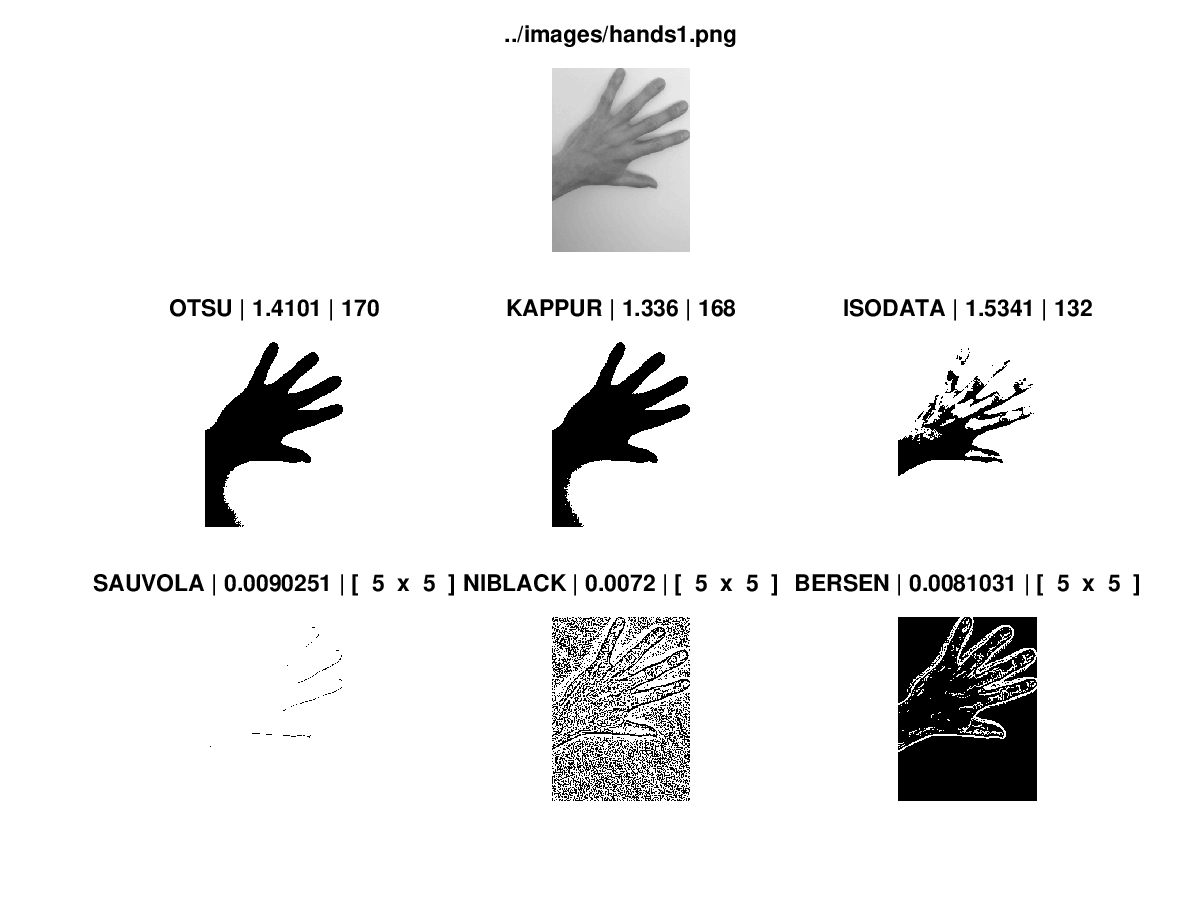 ../images/hands1.png
OTSU | 1.4101 | 170
KAPPUR | 1.336 | 168
ISODATA | 1.5341 | 132
SAUVOLA | 0.0090251 | [ 5 x 5 ]
NIBLACK | 0.0072 | [ 5 x 5 ]
BERSEN | 0.0081031 | [ 5 x 5 ]